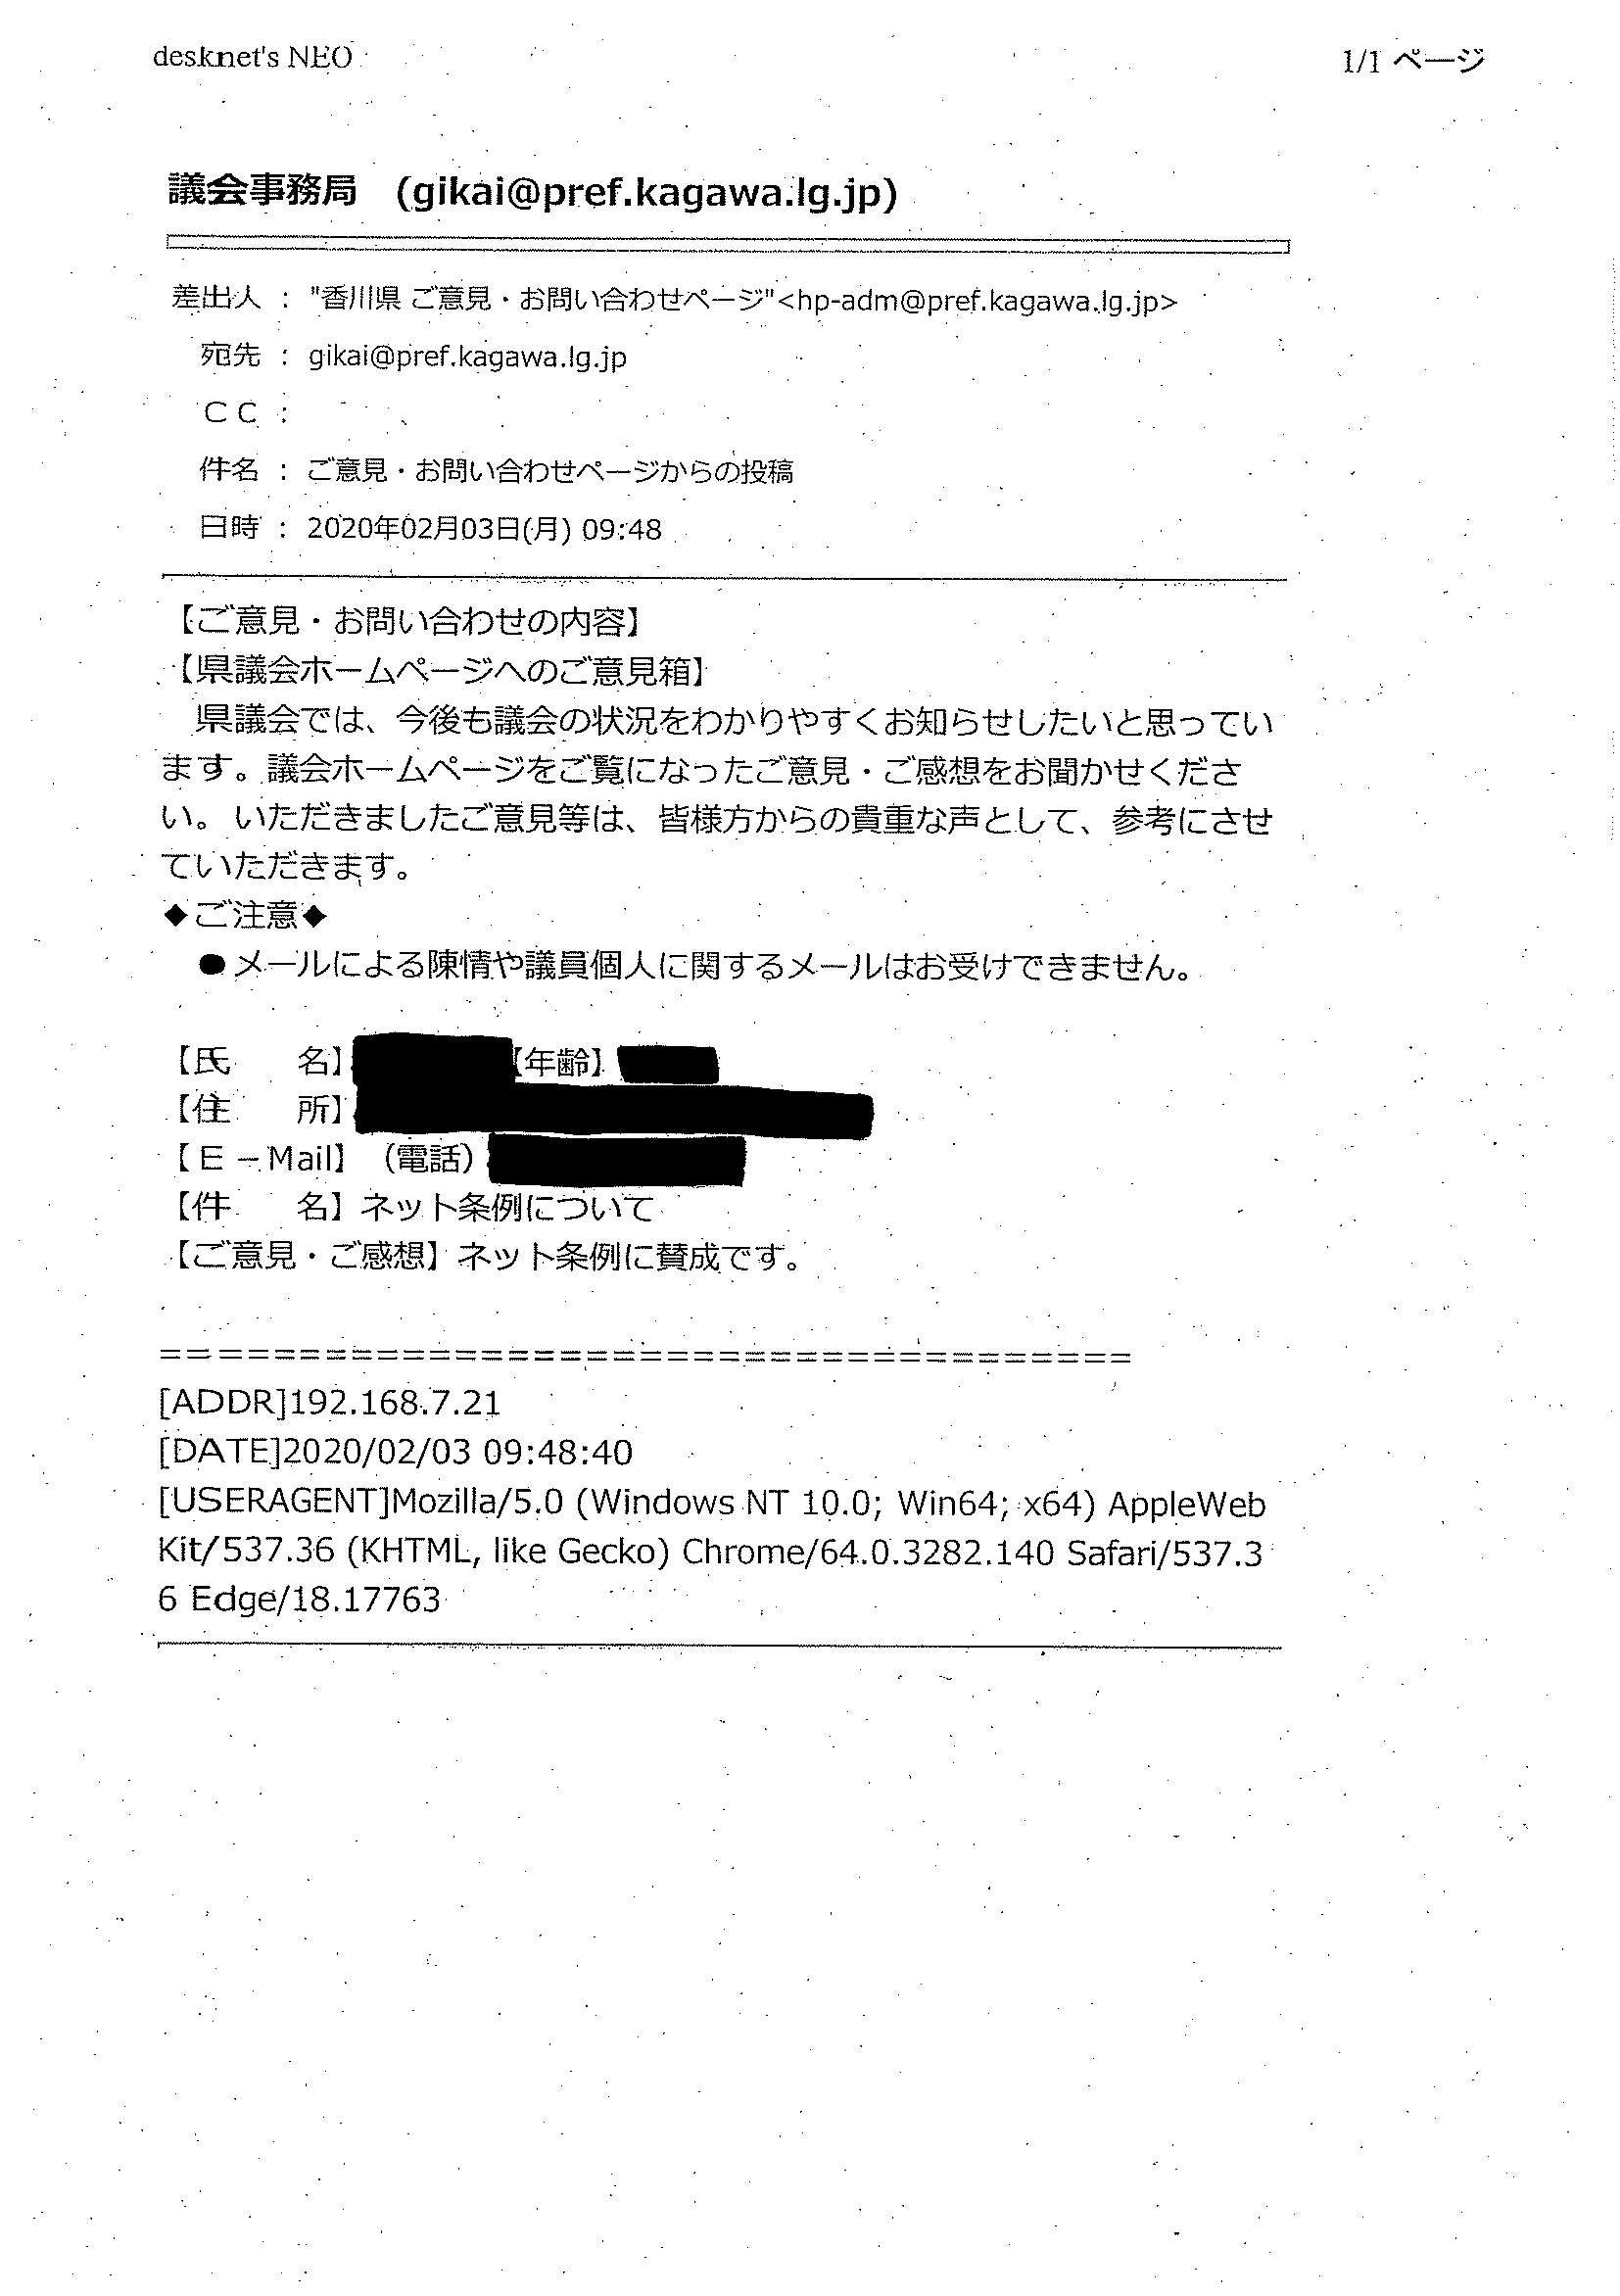 desknet's NEO
1/1 ページ
議会事務局　(gikai@pref.kagawa.lg.jp)
差出人 : "香川県 ご意見・お問い合わせページ"<hp-adm@pref.kagawa.lg.jp>
宛先 : gikai@pref.kagawa.lg.jp
ＣＣ :
件名 : ご意見・お問い合わせページからの投稿
日時 : 2020年02月03日(月) 09:48
【ご意見・お問い合わせの内容】
【県議会ホームページへのご意見箱】
　県議会では、今後も議会の状況をわかりやすくお知らせしたいと思ってい
ます。議会ホームページをご覧になったご意見・ご感想をお聞かせくださ
い。いただきましたご意見等は、皆様方からの貴重な声として、参考にさせ
ていただきます。
◆ご注意◆
　●メールによる陳情や議員個人に関するメールはお受けできません。
【氏　　名】【年齢】
【住　　所】
【Ｅ－Mail】（電話）
【件　　名】ネット条例について
【ご意見・ご感想】ネット条例に賛成です。
=====================================
[ADDR]192.168.7.21
[DATE]2020/02/03 09:48:40
[USERAGENT]Mozilla/5.0 (Windows NT 10.0; Win64; x64) AppleWeb
Kit/537.36 (KHTML, like Gecko) Chrome/64.0.3282.140 Safari/537.3
6 Edge/18.17763